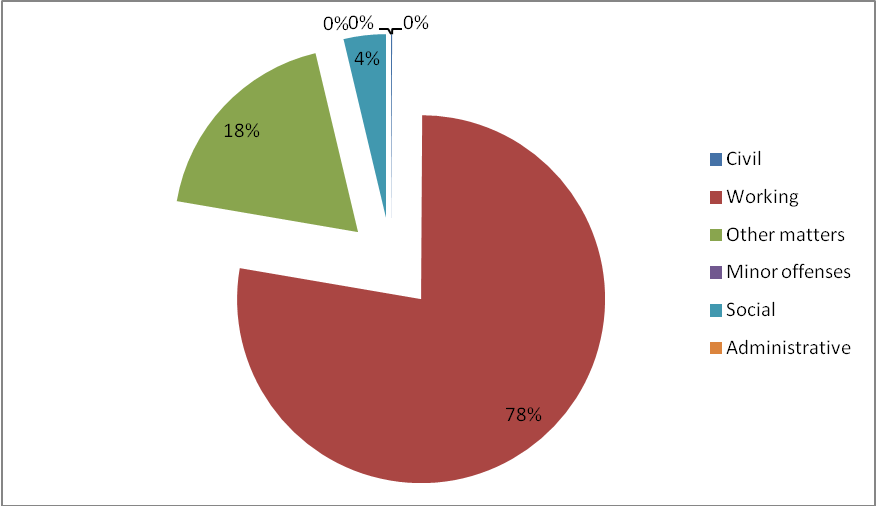 0%0% 0%
4%
18%
78%
Civil
Working
Other matters
Minor offenses
Social
Administrative